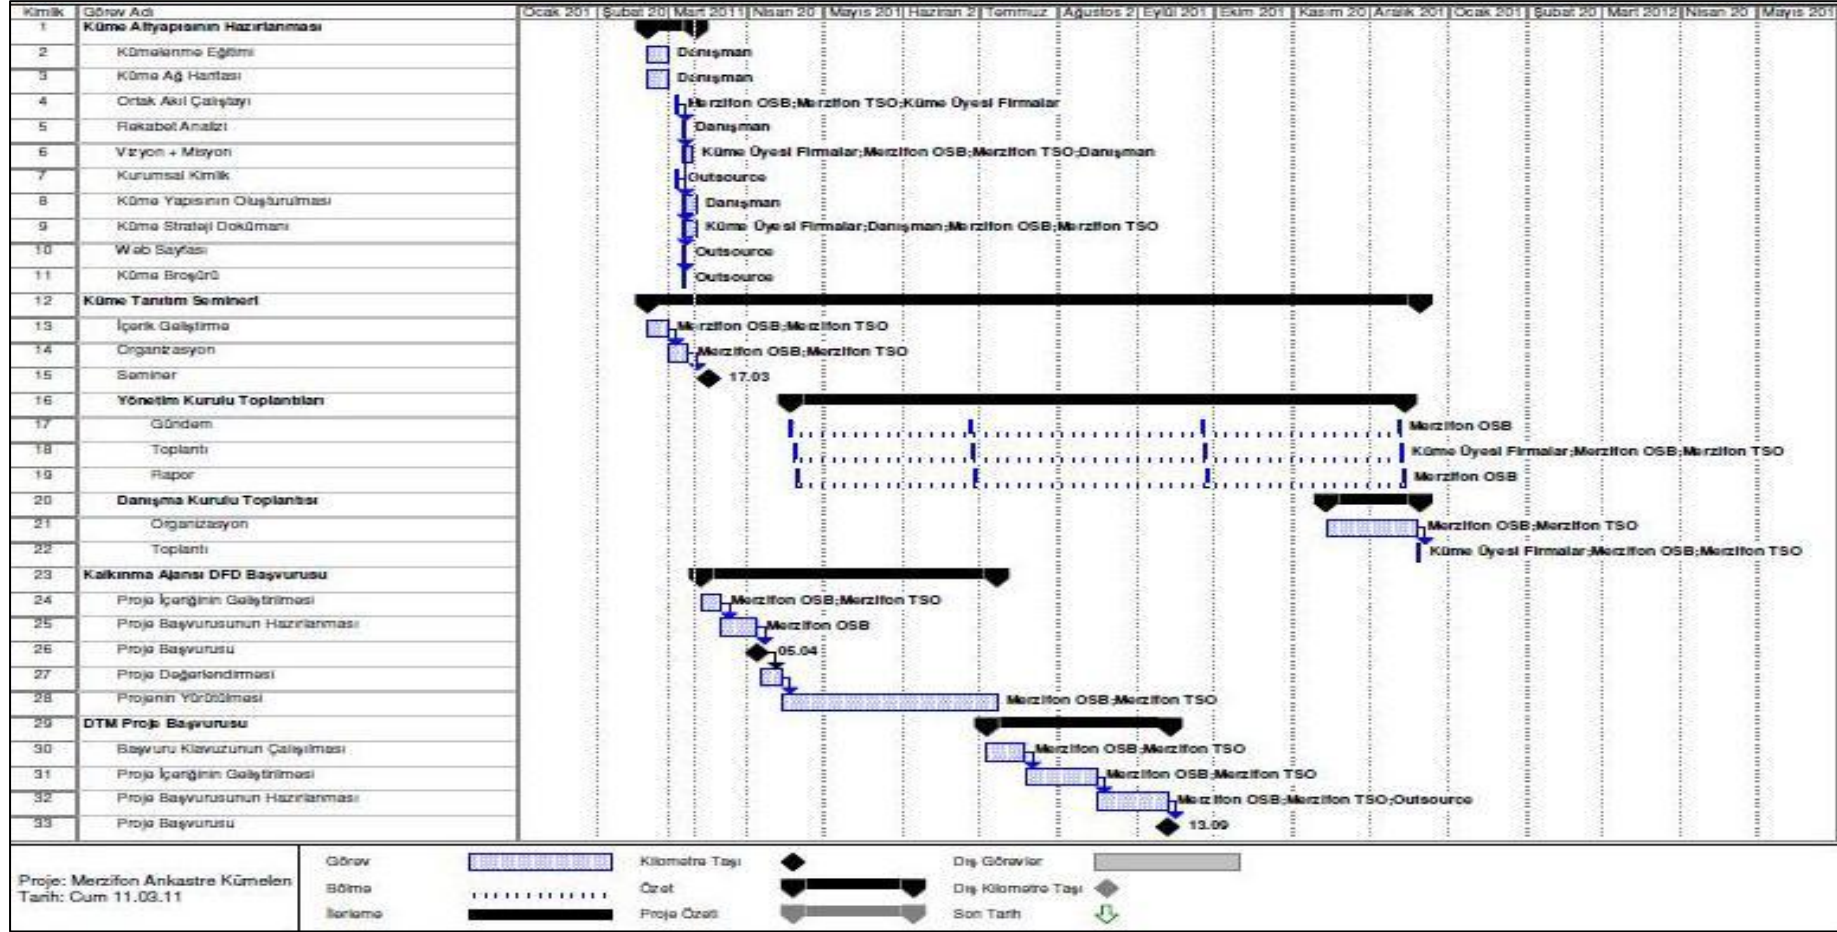 Kimlik Görev Adı Ocak 201 Şubat 20 Mart 2011 Nisan 20 Mayıs 201 Haziran 2 Temmuz Ağustos 2 Eylül 201 Ekim 201 Kasım 20 Aralık 201 Ocak 201 Şubat 20 Mart 2012 Nisan 20 Mayıs 201
1 Küme Altyapısının Hazırlanması
2 Kümelenme Eğitimi Danışman
3 Küme Ağ Haritası Danışman
4 Ortak Akıl Çalıştayı Merzifon OSB;Merzifon TSO;Küme Üyesi Firmalar
5 Rekabet Analizi Danışman
6 Vizyon + Misyon Küme Üyesi Firmalar;Merzifon OSB;Merzifon TSO;Danışman
7 Kurumsal Kimlik Outsource
8 Küme Yapısının Oluşturulması Danışman
9 Küme Strateji Dokümanı Küme Üyesi Firmalar;Danışman;Merzifon OSB;Merzifon TSO
10 Web Sayfası Outsource
11 Küme Broşürü Outsource
12 Küme Tanıtım Semineri
13 İçerik Geliştirme Merzifon OSB;Merzifon TSO
14 Organizasyon Merzifon OSB;Merzifon TSO
15 Seminer 17.03
16 Yönetim Kurulu Toplantıları
17 Gündem Merzifon OSB
18 Toplantı Küme Üyesi Firmalar;Merzifon OSB;Merzifon TSO
19 Rapor Merzifon OSB
20 Danışma Kurulu Toplantısı
21 Organizasyon Merzifon OSB;Merzifon TSO
22 Toplantı Küme Üyesi Firmalar;Merzifon OSB;Merzifon TSO
23 Kalkınma Ajansı DFD Başvurusu
24 Proje İçeriğinin Geliştirilmesi Merzifon OSB;Merzifon TSO
25 Proje Başvurusunun Hazırlanması Merzifon OSB
26 Proje Başvurusu 05.04
27 Proje Değerlendirmesi
28 Projenin Yürütülmesi Merzifon OSB;Merzifon TSO
29 DTM Proje Başvurusu
30 Başvuru Klavuzunun Çalışılması Merzifon OSB;Merzifon TSO
31 Proje İçeriğinin Geliştirilmesi Merzifon OSB;Merzifon TSO
32 Proje Başvurusunun Hazırlanması Merzifon OSB;Merzifon TSO;Outsource
33 Proje Başvurusu 13.09
Proje: Merzifon Ankastre Kümelen
Tarih: Cum 11.03.11
Görev Kilometre Taşı Dış Görevler
Bölme Özet Dış Kilometre Taşı
İlerleme Proje Özeti Son Tarih